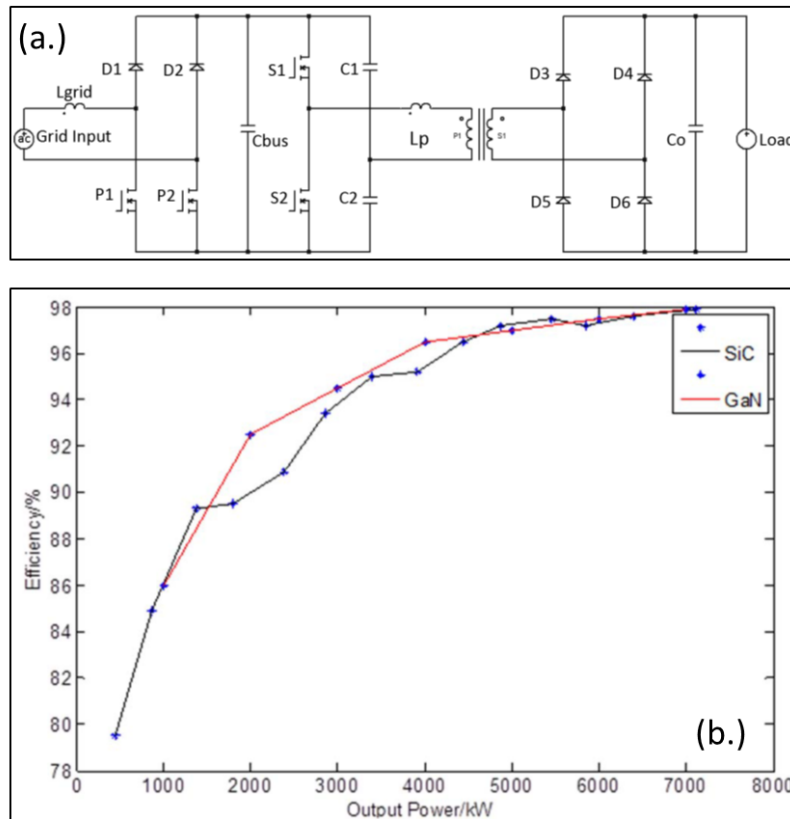 (a.)
D1 D2 S1 C1 D3 D4
Lgrid
ac Grid Input Cbus Lp P1 S1 Co Load
P1 P2 S2 C2 D5 D6
98
96
94
92
90
88
86
84
82
80
78
Efficiency/%
SiC
GaN
(b.)
0 1000 2000 3000 4000 5000 6000 7000 8000
Output Power/kW